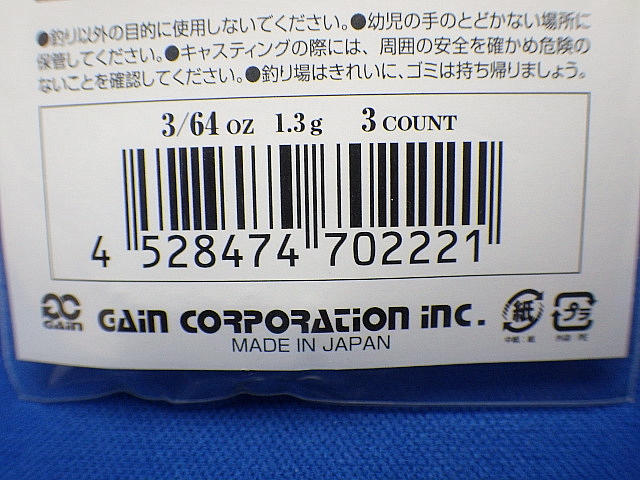 ●釣り以外の目的に使用しないでください。●幼児の手のとどかない場所に
保管してください。●キャスティングの際には、周囲の安全を確かめ危険の
ないことを確認してください。●釣り場はきれいに、ゴミは持ち帰りましょう。
3/64 OZ 1.3 g 3 COUNT
4 528474 702221
GAIN GAIN CORPORATION INC. 紙 プラ
MADE IN JAPAN